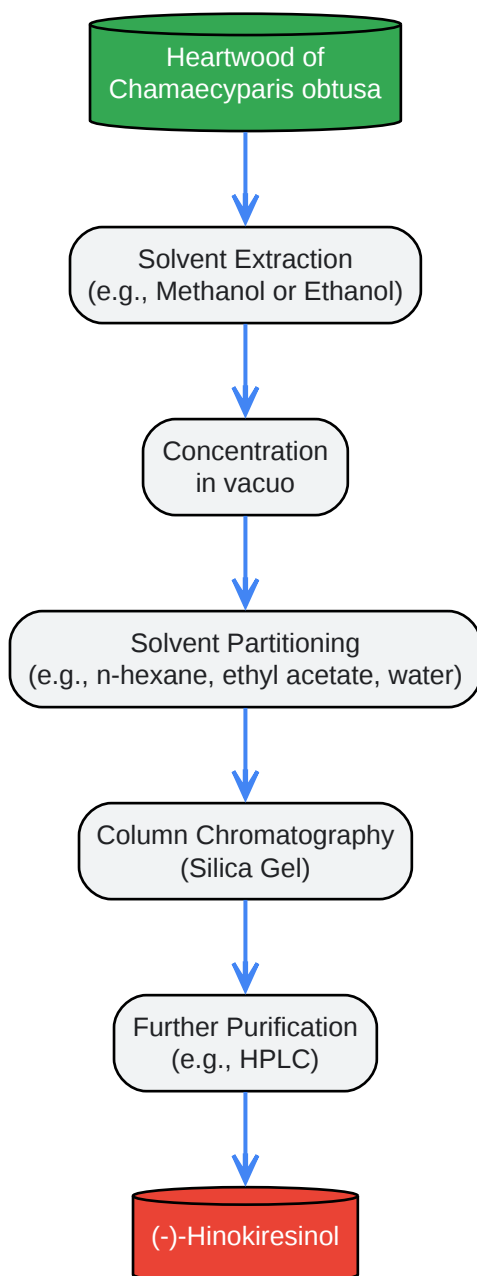 Heartwood of
Chamaecyparis obtusa
Solvent Extraction
(e.g., Methanol or Ethanol)
Concentration
in vacuo
Solvent Partitioning
(e.g., n-hexane, ethyl acetate, water)
Column Chromatography
(Silica Gel)
Further Purification
(e.g., HPLC)
(-)-Hinokiresinol